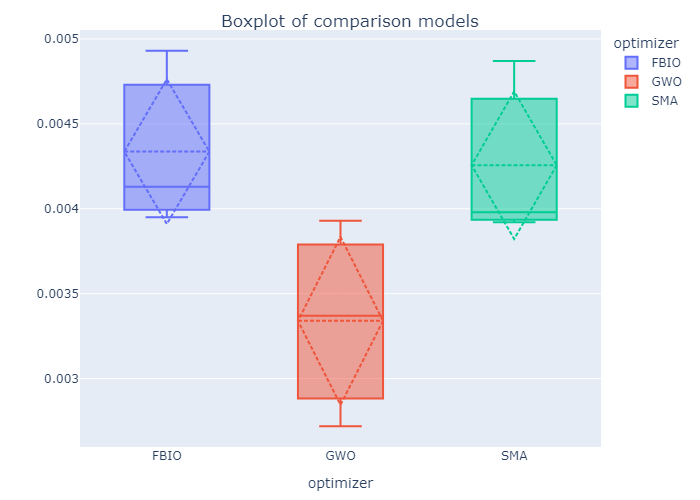 Boxplot of comparison models
0.005
0.0045
0.004
0.0035
0.003
FBIO
GWO
SMA
optimizer
optimizer
FBIO
GWO
SMA